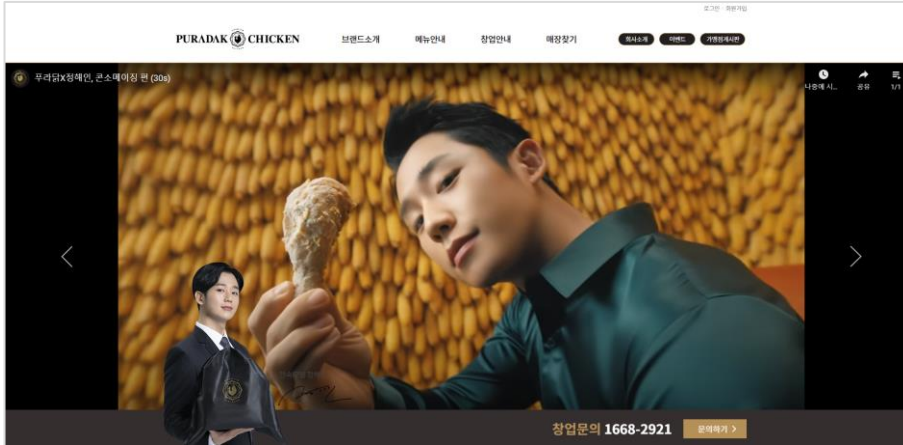 로그인 회원가입
PURADAK CHICKEN 브랜드소개 메뉴안내 창업안내 매장찾기 회사소개 이벤트 가맹점게시판
푸라닭X정해인, 콘소메이징 편 (30s)
나중에 시... 공유 1/1
창업문의 1668-2921 문의하기 >